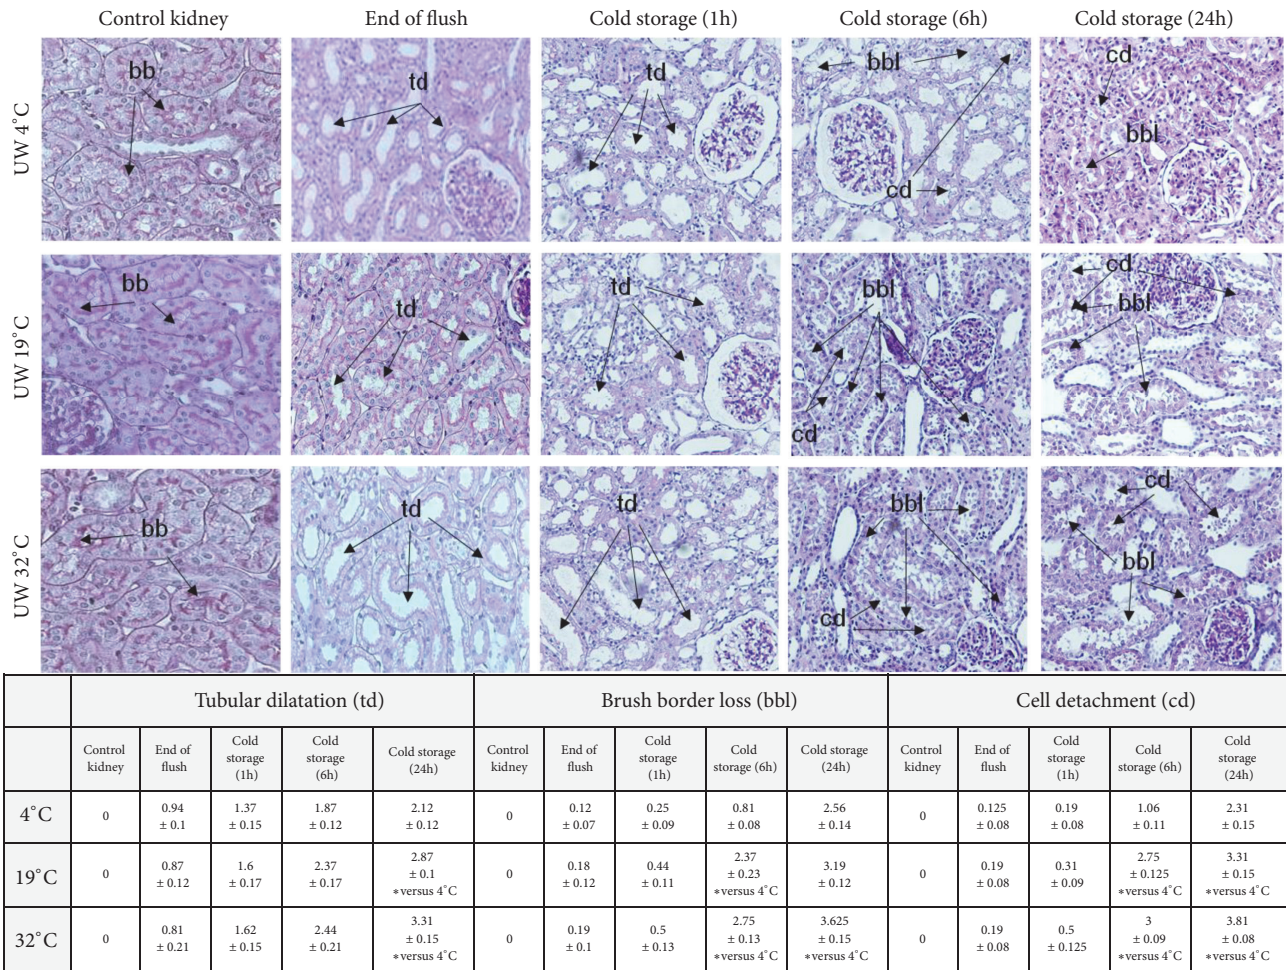 Control kidney End of flush Cold storage (1h) Cold storage (6h) Cold storage (24h)
UW 4°C
bb td td bbl cd cd bbl
UW 19°C
bb td td bbl cd cd bbl
UW 32°C
bb td td bbl cd cd bbl
Tubular dilatation (td) Brush border loss (bbl) Cell detachment (cd)
Control kidney End of flush Cold storage (1h) Cold storage (6h) Cold storage (24h) Control kidney End of flush Cold storage (1h) Cold storage (6h) Cold storage (24h) Control kidney End of flush Cold storage (1h) Cold storage (6h) Cold storage (24h)
4°C 0 0.94 ± 0.1 1.37 ± 0.15 1.87 ± 0.12 2.12 ± 0.12 0 0.12 ± 0.07 0.25 ± 0.09 0.81 ± 0.08 2.56 ± 0.14 0 0.125 ± 0.08 0.19 ± 0.08 1.06 ± 0.11 2.31 ± 0.15
19°C 0 0.87 ± 0.12 1.6 ± 0.17 2.37 ± 0.17 2.87 ± 0.1 *versus 4°C 0 0.18 ± 0.12 0.44 ± 0.11 2.37 ± 0.23 *versus 4°C 3.19 ± 0.12 0 0.19 ± 0.08 0.31 ± 0.09 2.75 ± 0.125 *versus 4°C 3.31 ± 0.15 *versus 4°C
32°C 0 0.81 ± 0.21 1.62 ± 0.15 2.44 ± 0.21 3.31 ± 0.15 *versus 4°C 0 0.19 ± 0.1 0.5 ± 0.13 2.75 ± 0.13 *versus 4°C 3.625 ± 0.15 *versus 4°C 0 0.19 ± 0.08 0.5 ± 0.125 3 ± 0.09 *versus 4°C 3.81 ± 0.08 *versus 4°C